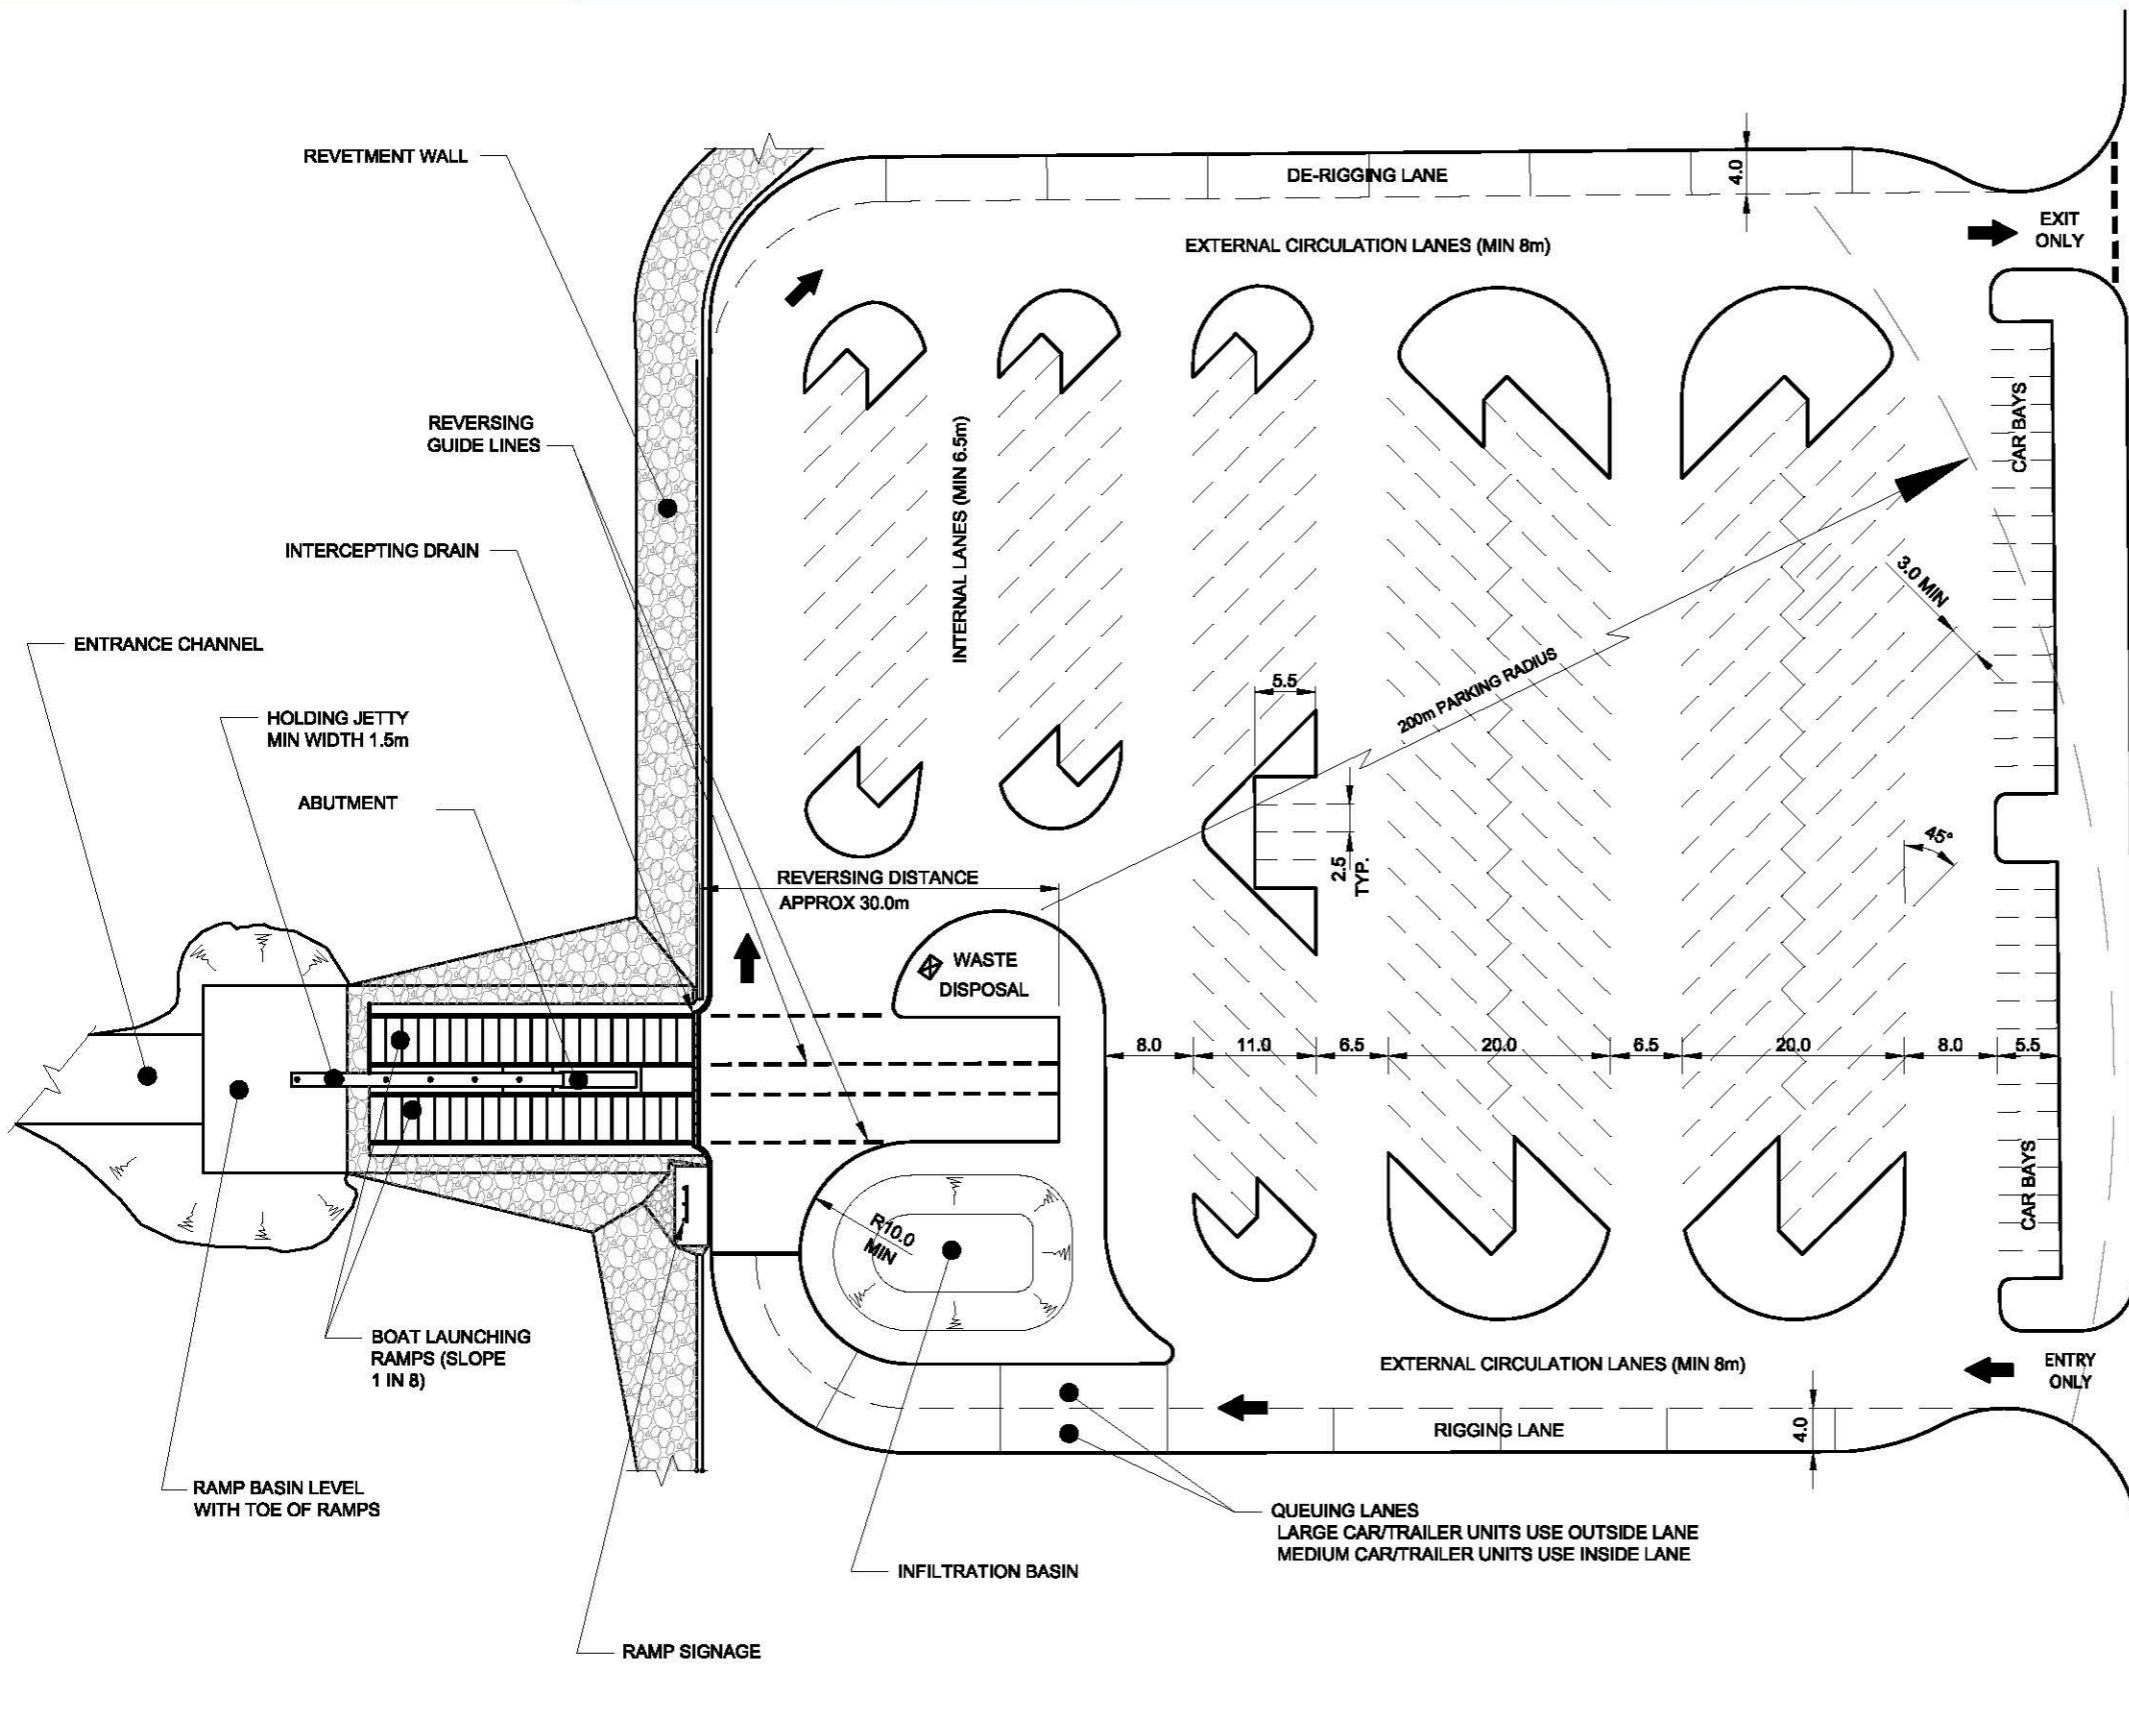 REVETMENT WALL
DE-RIGGING LANE
4.0
EXIT
ONLY
EXTERNAL CIRCULATION LANES (MIN 8m)
REVERSING
GUIDE LINES
INTERNAL LANES (MIN 6.5m)
CAR BAYS
INTERCEPTING DRAIN
3.0 MIN
ENTRANCE CHANNEL
200m PARKING RADIUS
5.5
HOLDING JETTY
MIN WIDTH 1.5m
ABUTMENT
2.5
TYP.
45°
REVERSING DISTANCE
APPROX 30.0m
WASTE
DISPOSAL
8.0
11.0
6.5
20.0
6.5
20.0
8.0
5.5
CAR BAYS
R10.0
MIN
BOAT LAUNCHING
RAMPS (SLOPE
1 IN 8)
EXTERNAL CIRCULATION LANES (MIN 8m)
ENTRY
ONLY
RIGGING LANE
4.0
RAMP BASIN LEVEL
WITH TOE OF RAMPS
QUEUING LANES
LARGE CAR/TRAILER UNITS USE OUTSIDE LANE
MEDIUM CAR/TRAILER UNITS USE INSIDE LANE
INFILTRATION BASIN
RAMP SIGNAGE